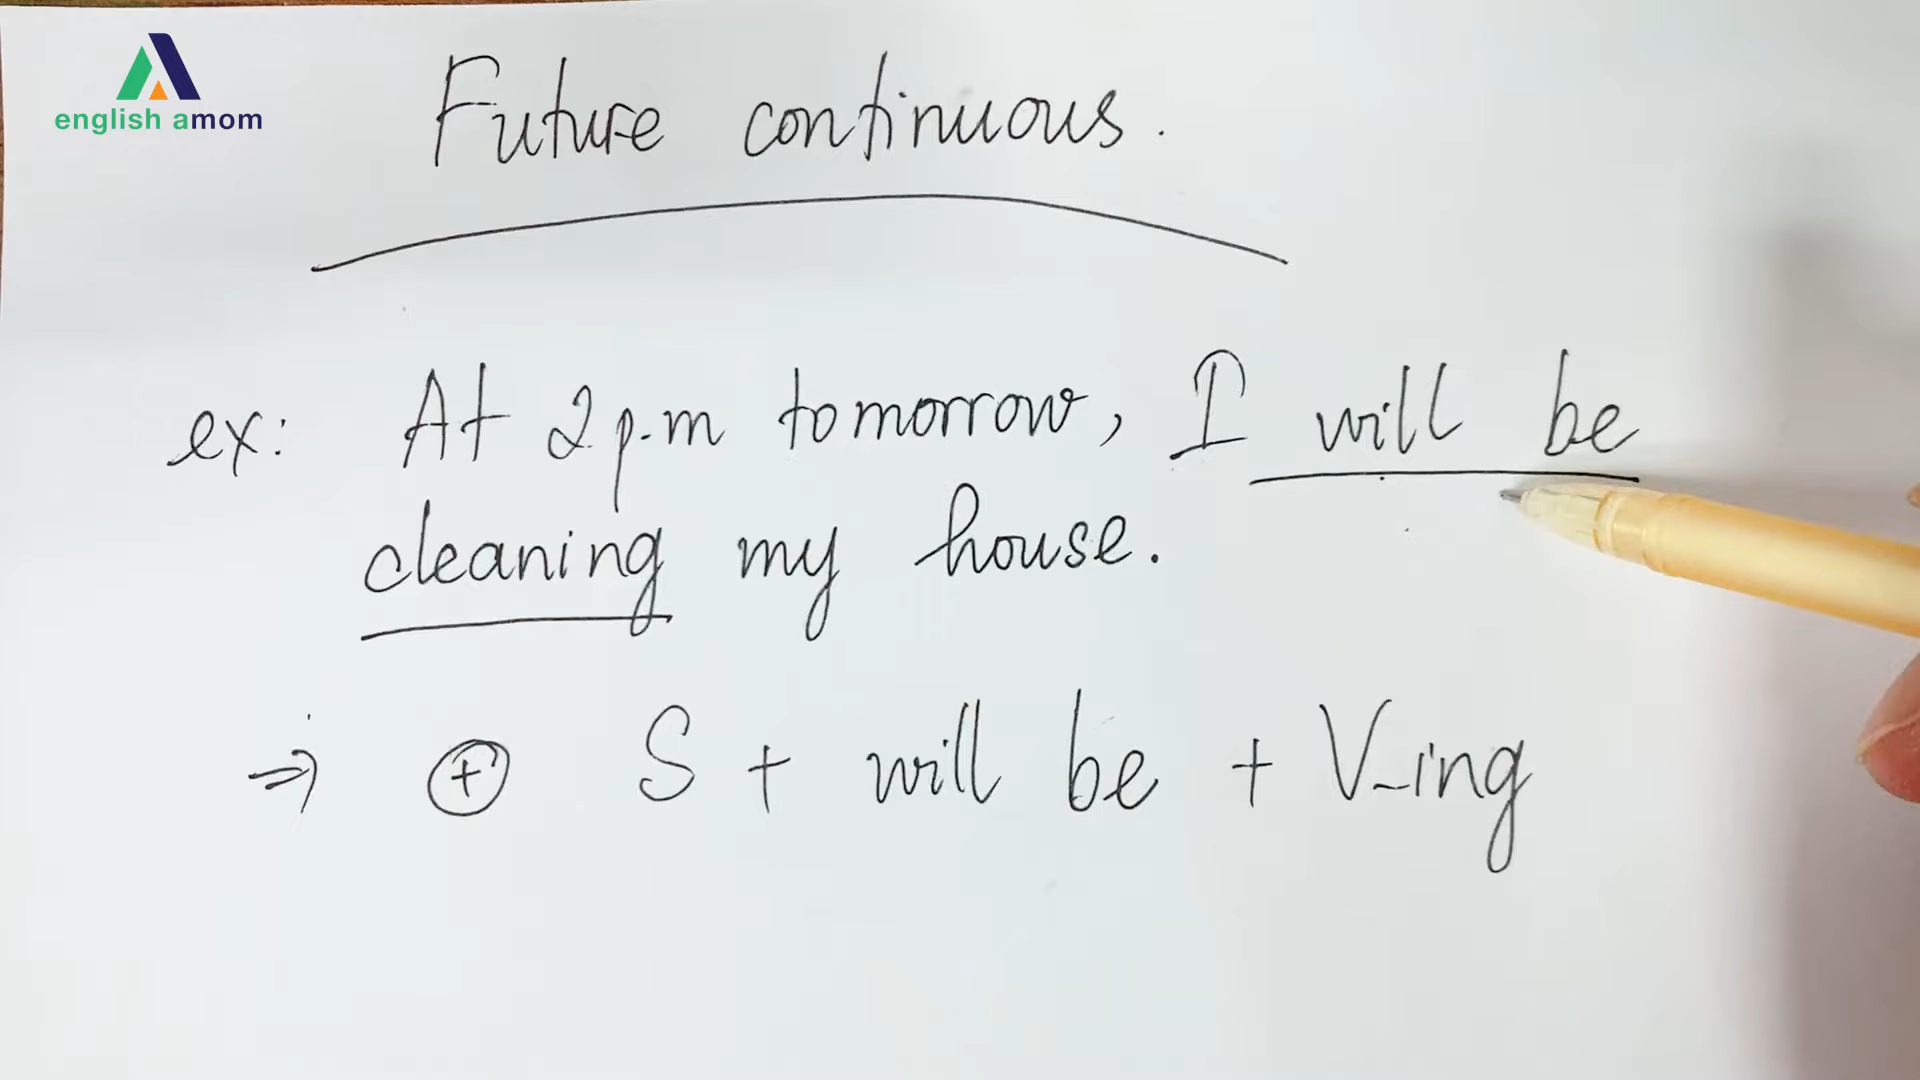 english amom
Future continuous.
ex: At 2 p.m tomorrow, I will be
cleaning my house.
⇒ ⊕ S + will be + V-ing